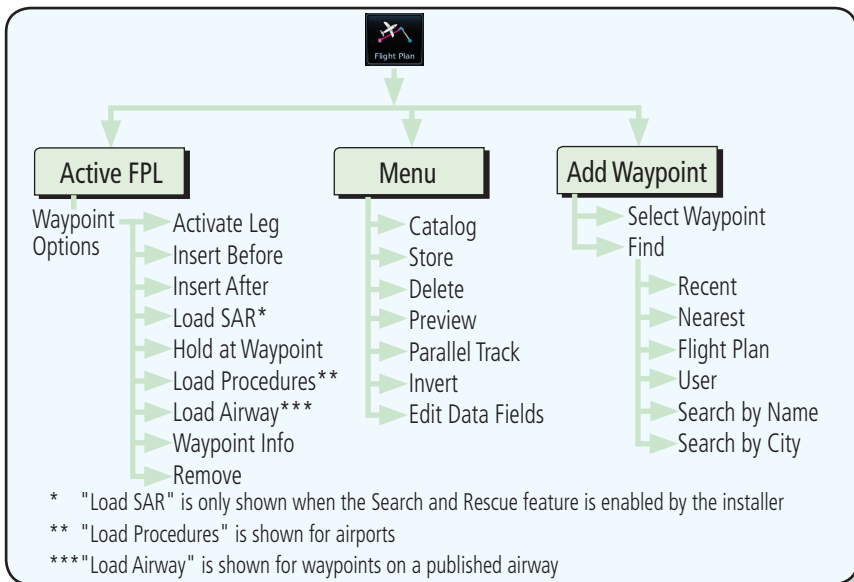 Flight Plan
Active FPL
Waypoint
Options
Activate Leg
Insert Before
Insert After
Load SAR*
Hold at Waypoint
Load Procedures**
Load Airway***
Waypoint Info
Remove
Menu
Catalog
Store
Delete
Preview
Parallel Track
Invert
Edit Data Fields
Add Waypoint
Select Waypoint
Find
Recent
Nearest
Flight Plan
User
Search by Name
Search by City
* "Load SAR" is only shown when the Search and Rescue feature is enabled by the installer
** "Load Procedures" is shown for airports
***"Load Airway" is shown for waypoints on a published airway